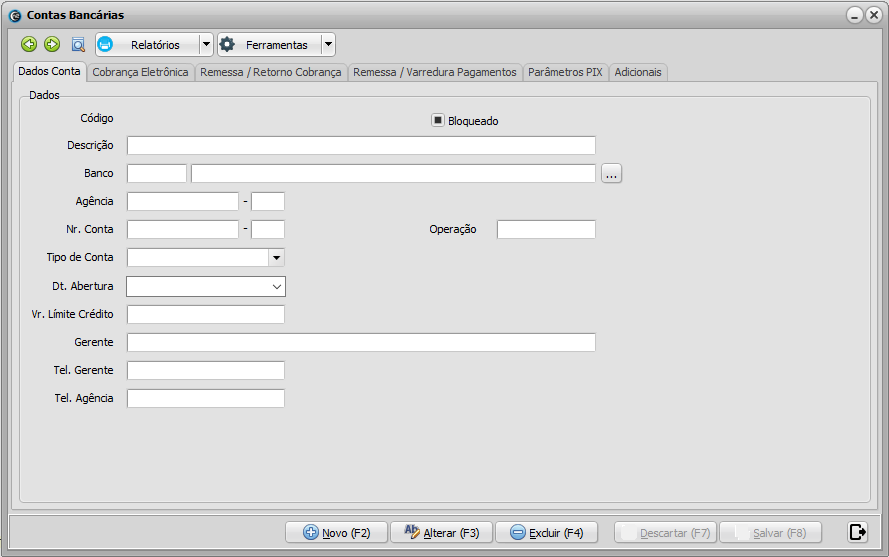 Contas Bancárias
Relatórios Ferramentas
Dados Conta Cobrança Eletrônica Remessa / Retorno Cobrança Remessa / Varredura Pagamentos Parâmetros PIX Adicionais
Dados
Código Bloqueado
Descrição
Banco ...
Agência -
Nr. Conta - Operação
Tipo de Conta
Dt. Abertura
Vr. Límite Crédito
Gerente
Tel. Gerente
Tel. Agência
Novo (F2) Alterar (F3) Excluir (F4) Descartar (F7) Salvar (F8)